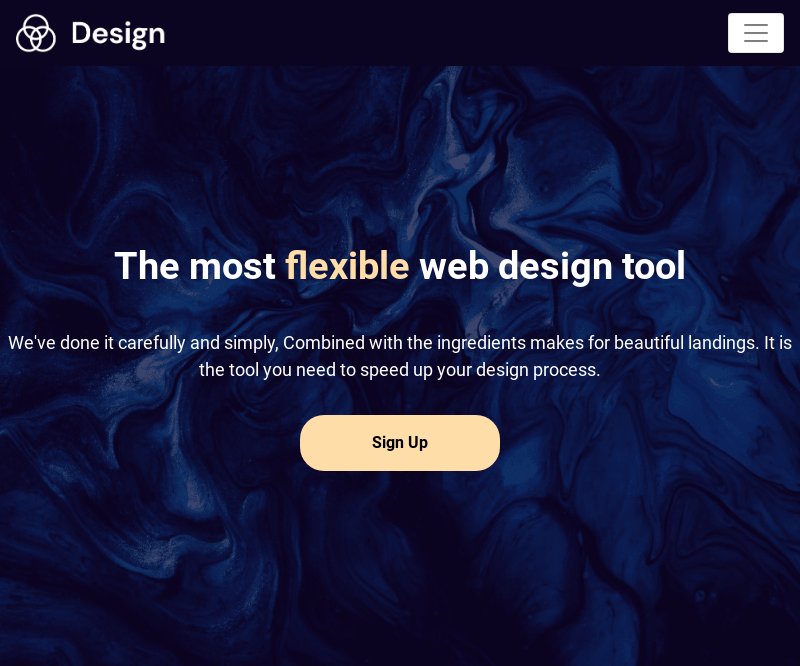 Design
The most flexible web design tool
We've done it carefully and simply, Combined with the ingredients makes for beautiful landings. It is
the tool you need to speed up your design process.
Sign Up